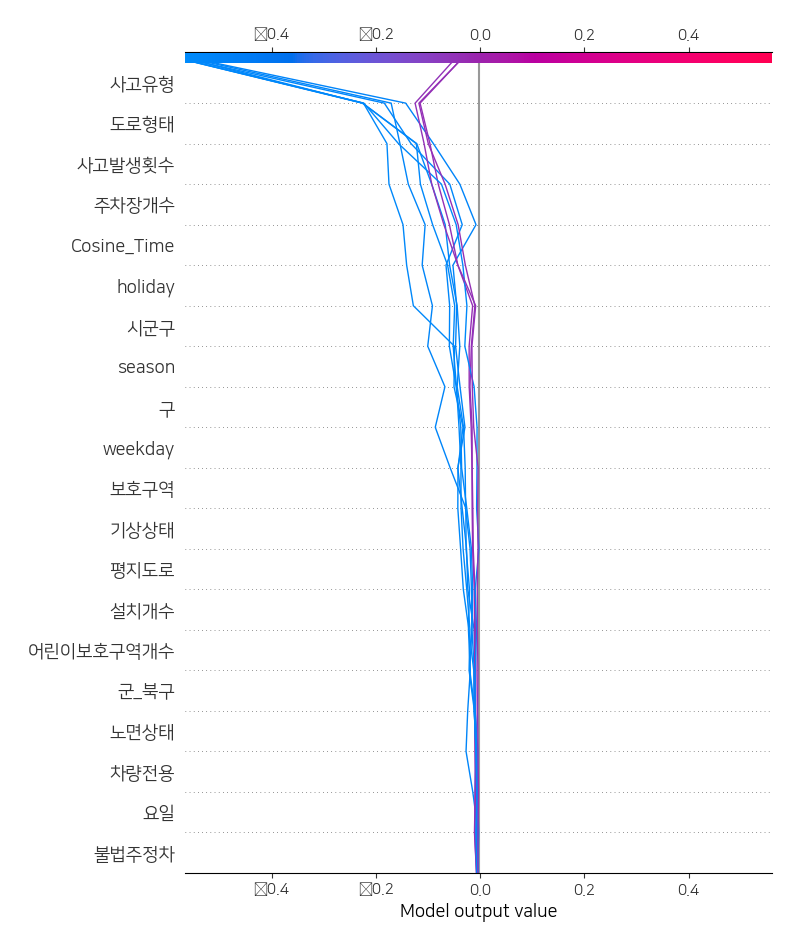 0.4 0.2 0.0 0.2 0.4
사고유형
도로형태
사고발생횟수
주차장개수
Cosine_Time
holiday
시군구
season
구
weekday
보호구역
기상상태
평지도로
설치개수
어린이보호구역개수
군_북구
노면상태
차량전용
요일
불법주정차
0.4 0.2 0.0 0.2 0.4
Model output value